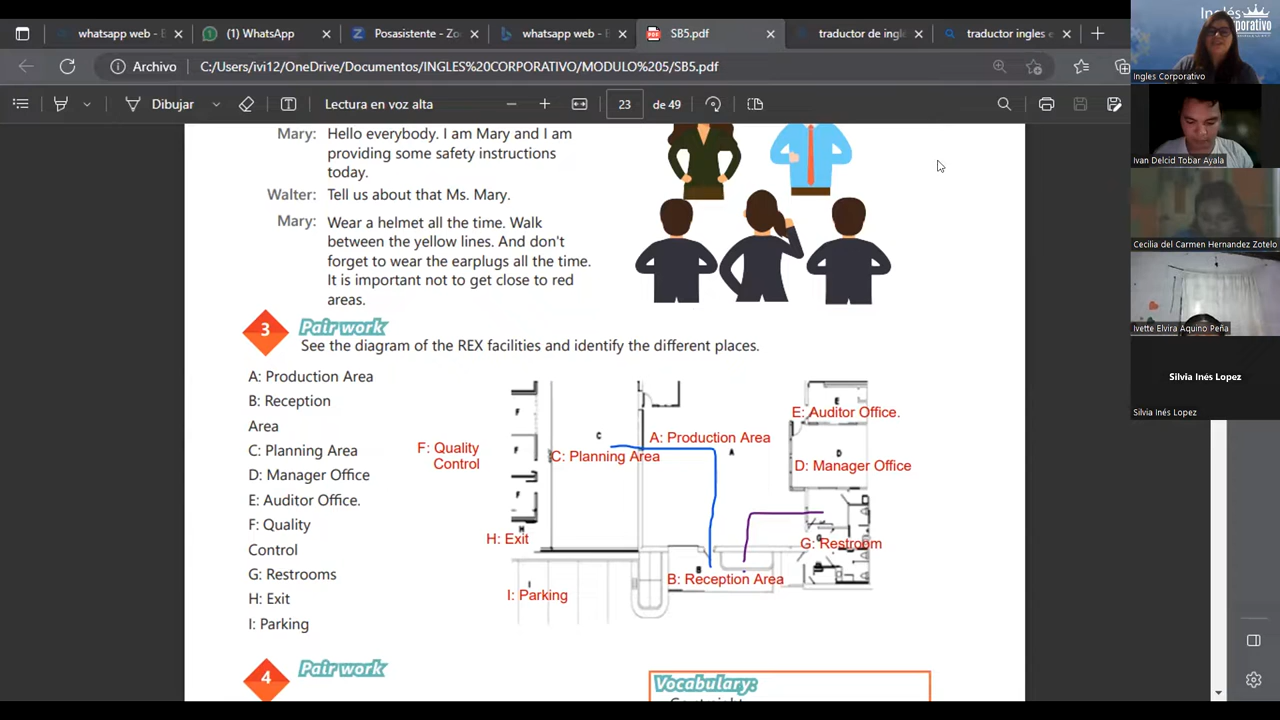 whatsapp web - E
(1) WhatsApp
Posasistente - Zoo
whatsapp web - E
SB5.pdf
traductor de inglé
traductor ingles e
Archivo
C:/Users/ivi12/OneDrive/Documentos/INGLES%20CORPORATIVO/MODULO%205/SB5.pdf
Dibujar
Lectura en voz alta
23
de 49
Inglés
Corporativo
Ingles Corporativo
Ivan Delcid Tobar Ayala
Cecilia del Carmen Hernandez Zotelo
Ivette Elvira Aquino Peña
Silvia Inés Lopez
Silvia Inés Lopez
Mary: Hello everybody. I am Mary and I am
providing some safety instructions
today.
Walter: Tell us about that Ms. Mary.
Mary: Wear a helmet all the time. Walk
between the yellow lines. And don't
forget to wear the earplugs all the time.
It is important not to get close to red
areas.
3 Pair work
See the diagram of the REX facilities and identify the different places.
A: Production Area
B: Reception
Area
C: Planning Area
D: Manager Office
E: Auditor Office.
F: Quality
Control
G: Restrooms
H: Exit
I: Parking
E
E: Auditor Office.
F
C
A: Production Area
F: Quality
Control
F
C: Planning Area
A
D
D: Manager Office
F
H
H: Exit
G
G: Restroom
B
B: Reception Area
I
I: Parking
4 Pair work
Vocabulary: